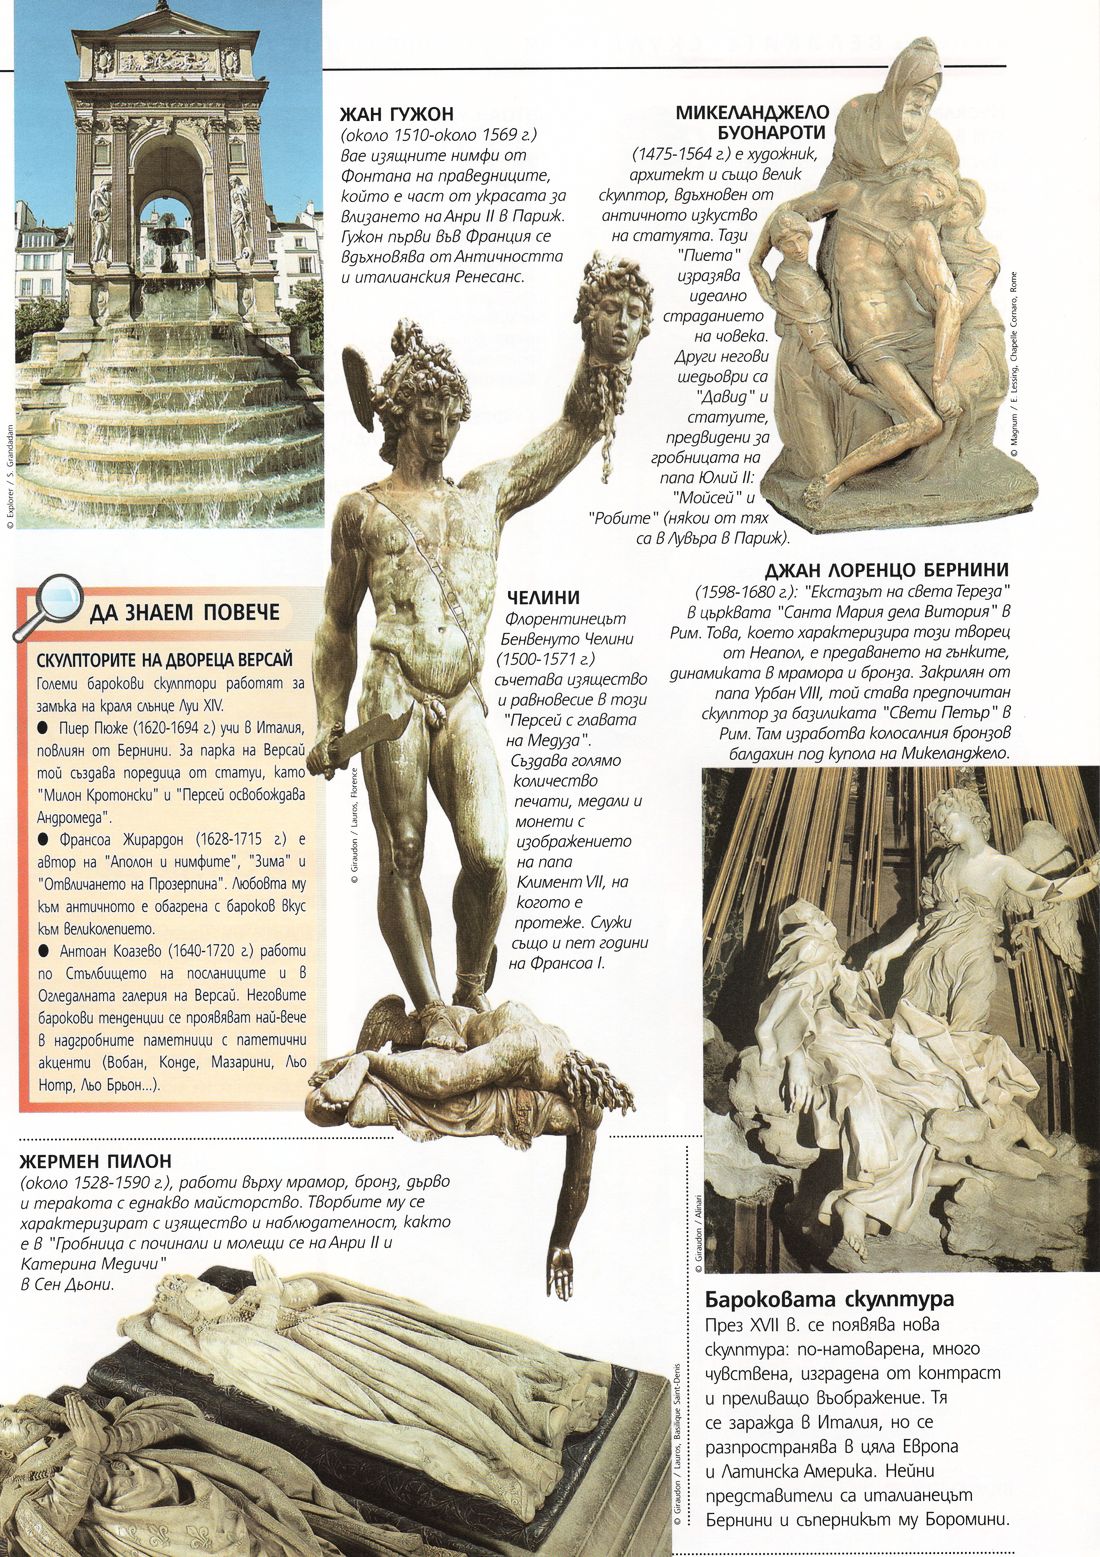 ЖАН ГУЖОН
(около 1510-около 1569 г.)
вае изящните нимфи от
Фонтана на праведниците,
който е част от украсата за
влизането на Анри II в Париж.
Гужон първи във Франция се
вдъхновява от Античността
и италианския Ренесанс.
© Explorer / S. Grandadam
МИКЕЛАНДЖЕЛО
БУОНАРОТИ
(1475-1564 г.) е художник,
архитект и също велик
скулптор, вдъхновен от
античното изкуство
на статуята. Тази
"Пиета"
изразява
идеално
страданието
на човека.
Други негови
шедьоври са
"Давид" и
статуите,
предвидени за
гробницата на
папа Юлий II:
"Мойсей" и
"Робите" (някои от тях
са в Лувъра в Париж).
© Magnum / E. Lessing, Chapelle Cornaro, Rome
ДА ЗНАЕМ ПОВЕЧЕ
СКУЛПТОРИТЕ НА ДВОРЕЦА ВЕРСАЙ
Големи барокови скулптори работят за
замъка на краля слънце Луи XIV.
● Пиер Пюже (1620-1694 г.) учи в Италия,
повлиян от Бернини. За парка на Версай
той създава поредица от статуи, като
"Милон Кротонски" и "Персей освобождава
Андромеда".
● Франсоа Жирардон (1628-1715 г.) е
автор на "Аполон и нимфите", "Зима" и
"Отвличането на Прозерпина". Любовта му
към античното е обагрена с бароков вкус
към великолепието.
● Антоан Коазево (1640-1720 г.) работи
по Стълбището на посланиците и в
Огледалната галерия на Версай. Неговите
барокови тенденции се проявяват най-вече
в надгробните паметници с патетични
акценти (Вобан, Конде, Мазарини, Льо
Нотр, Льо Брьон...).
ЧЕЛИНИ
Флорентинецът
Бенвенуто Челини
(1500-1571 г.)
съчетава изящество
и равновесие в този
"Персей с главата
на Медуза".
Създава голямо
количество
печати, медали и
монети с
изображението
на папа
Климент VII, на
когото е
протеже. Служи
също и пет години
на Франсоа I.
© Giraudon / Lauros, Florence
ДЖАН ЛОРЕНЦО БЕРНИНИ
(1598-1680 г.): "Екстазът на света Тереза"
в църквата "Санта Мария дела Витория" в
Рим. Това, което характеризира този творец
от Неапол, е предаването на гънките,
динамиката в мрамора и бронза. Закрилян от
папа Урбан VIII, той става предпочитан
скулптор за базиликата "Свети Петър" в
Рим. Там изработва колосалния бронзов
балдахин под купола на Микеланджело.
© Giraudon / Alinari
ЖЕРМЕН ПИЛОН
(около 1528-1590 г.), работи върху мрамор, бронз, дърво
и теракота с еднакво майсторство. Творбите му се
характеризират с изящество и наблюдателност, както
е в "Гробница с починали и молещи се на Анри II и
Катерина Медичи"
в Сен Дьони.
© Giraudon / Lauros, Basilique Saint-Denis
Бароковата скулптура
През XVII в. се появява нова
скулптура: по-натоварена, много
чувствена, изградена от контраст
и преливащо въображение. Тя
се заражда в Италия, но се
разпространява в цяла Европа
и Латинска Америка. Нейни
представители са италианецът
Бернини и съперникът му Боромини.